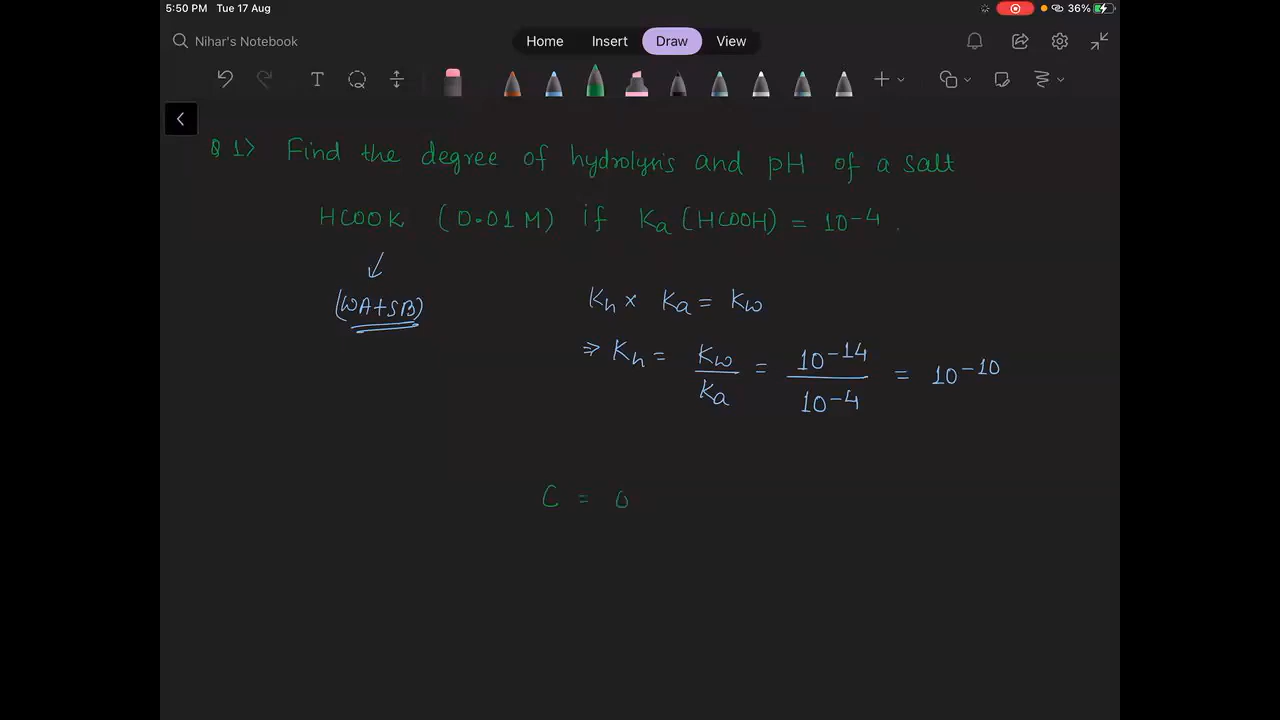 5:50 PM Tue 17 Aug
36%
Nihar's Notebook
Home Insert Draw View
Q 1> Find the degree of hydrolysis and pH of a salt
HCOOK (0.01M) if Ka (HCOOH) = 10⁻⁴.
(WA+SB)
Kh × Ka = Kw
⇒ Kh = Kw/Ka = 10⁻¹⁴/10⁻⁴ = 10⁻¹⁰
C = 0